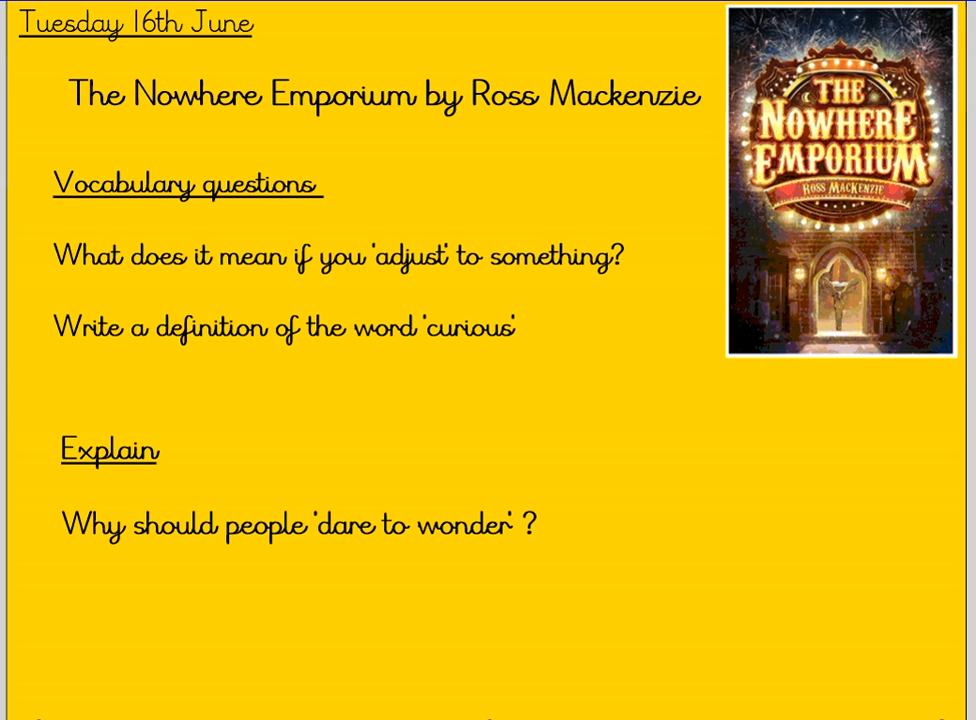 Tuesday 16th June
The Nowhere Emporium by Ross Mackenzie
THE
NOWHERE
EMPORIUM
ROSS MACKENZIE
Vocabulary questions
What does it mean if you 'adjust' to something?
Write a definition of the word 'curious'
Explain
Why should people 'dare to wonder' ?